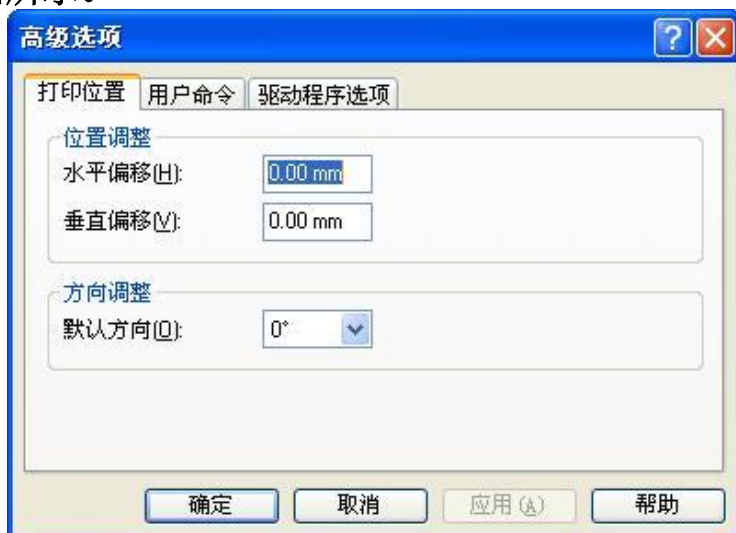 高级选项
打印位置 用户命令 驱动程序选项
位置调整
水平偏移(H): 0.00 mm
垂直偏移(V): 0.00 mm
方向调整
默认方向(O): 0°
确定 取消 应用(A) 帮助